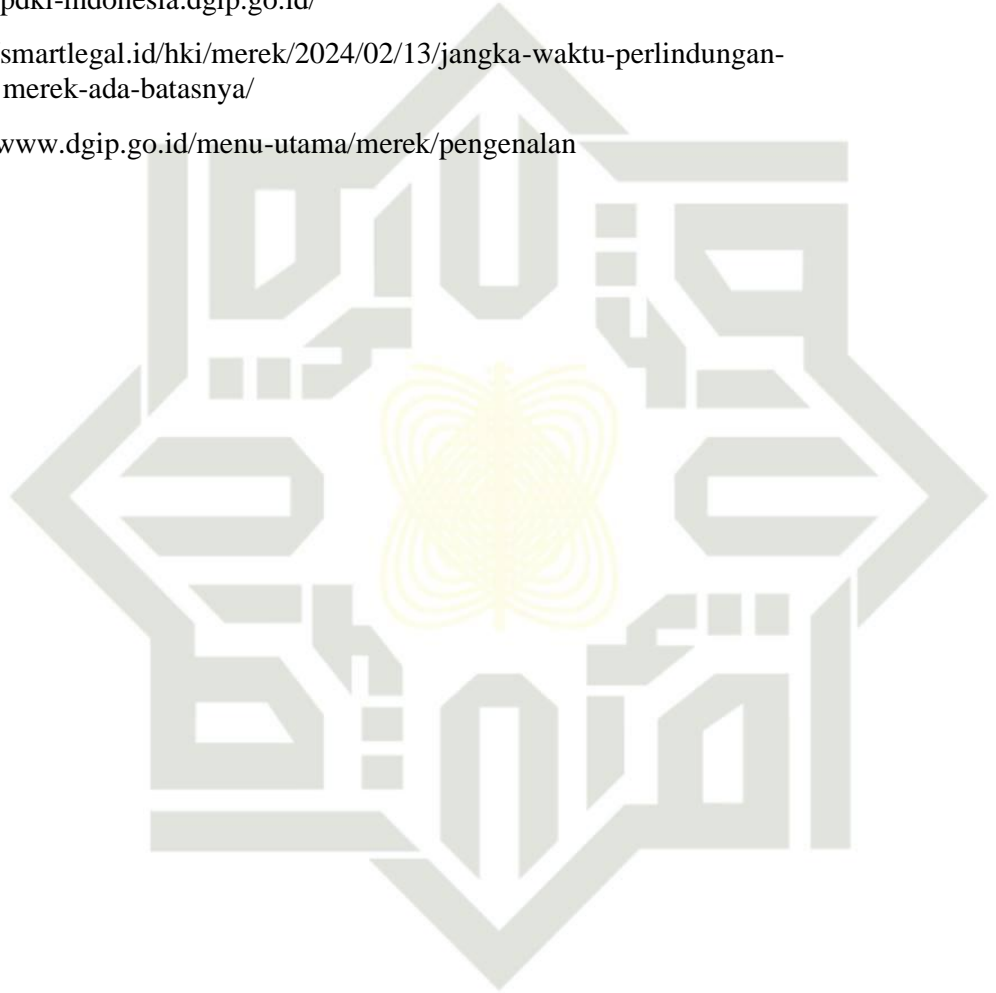 pdki-indonesia.dgip.go.id/
smartlegal.id/hki/merek/2024/02/13/jangka-waktu-perlindungan-
merek-ada-batasnya/
www.dgip.go.id/menu-utama/merek/pengenalan